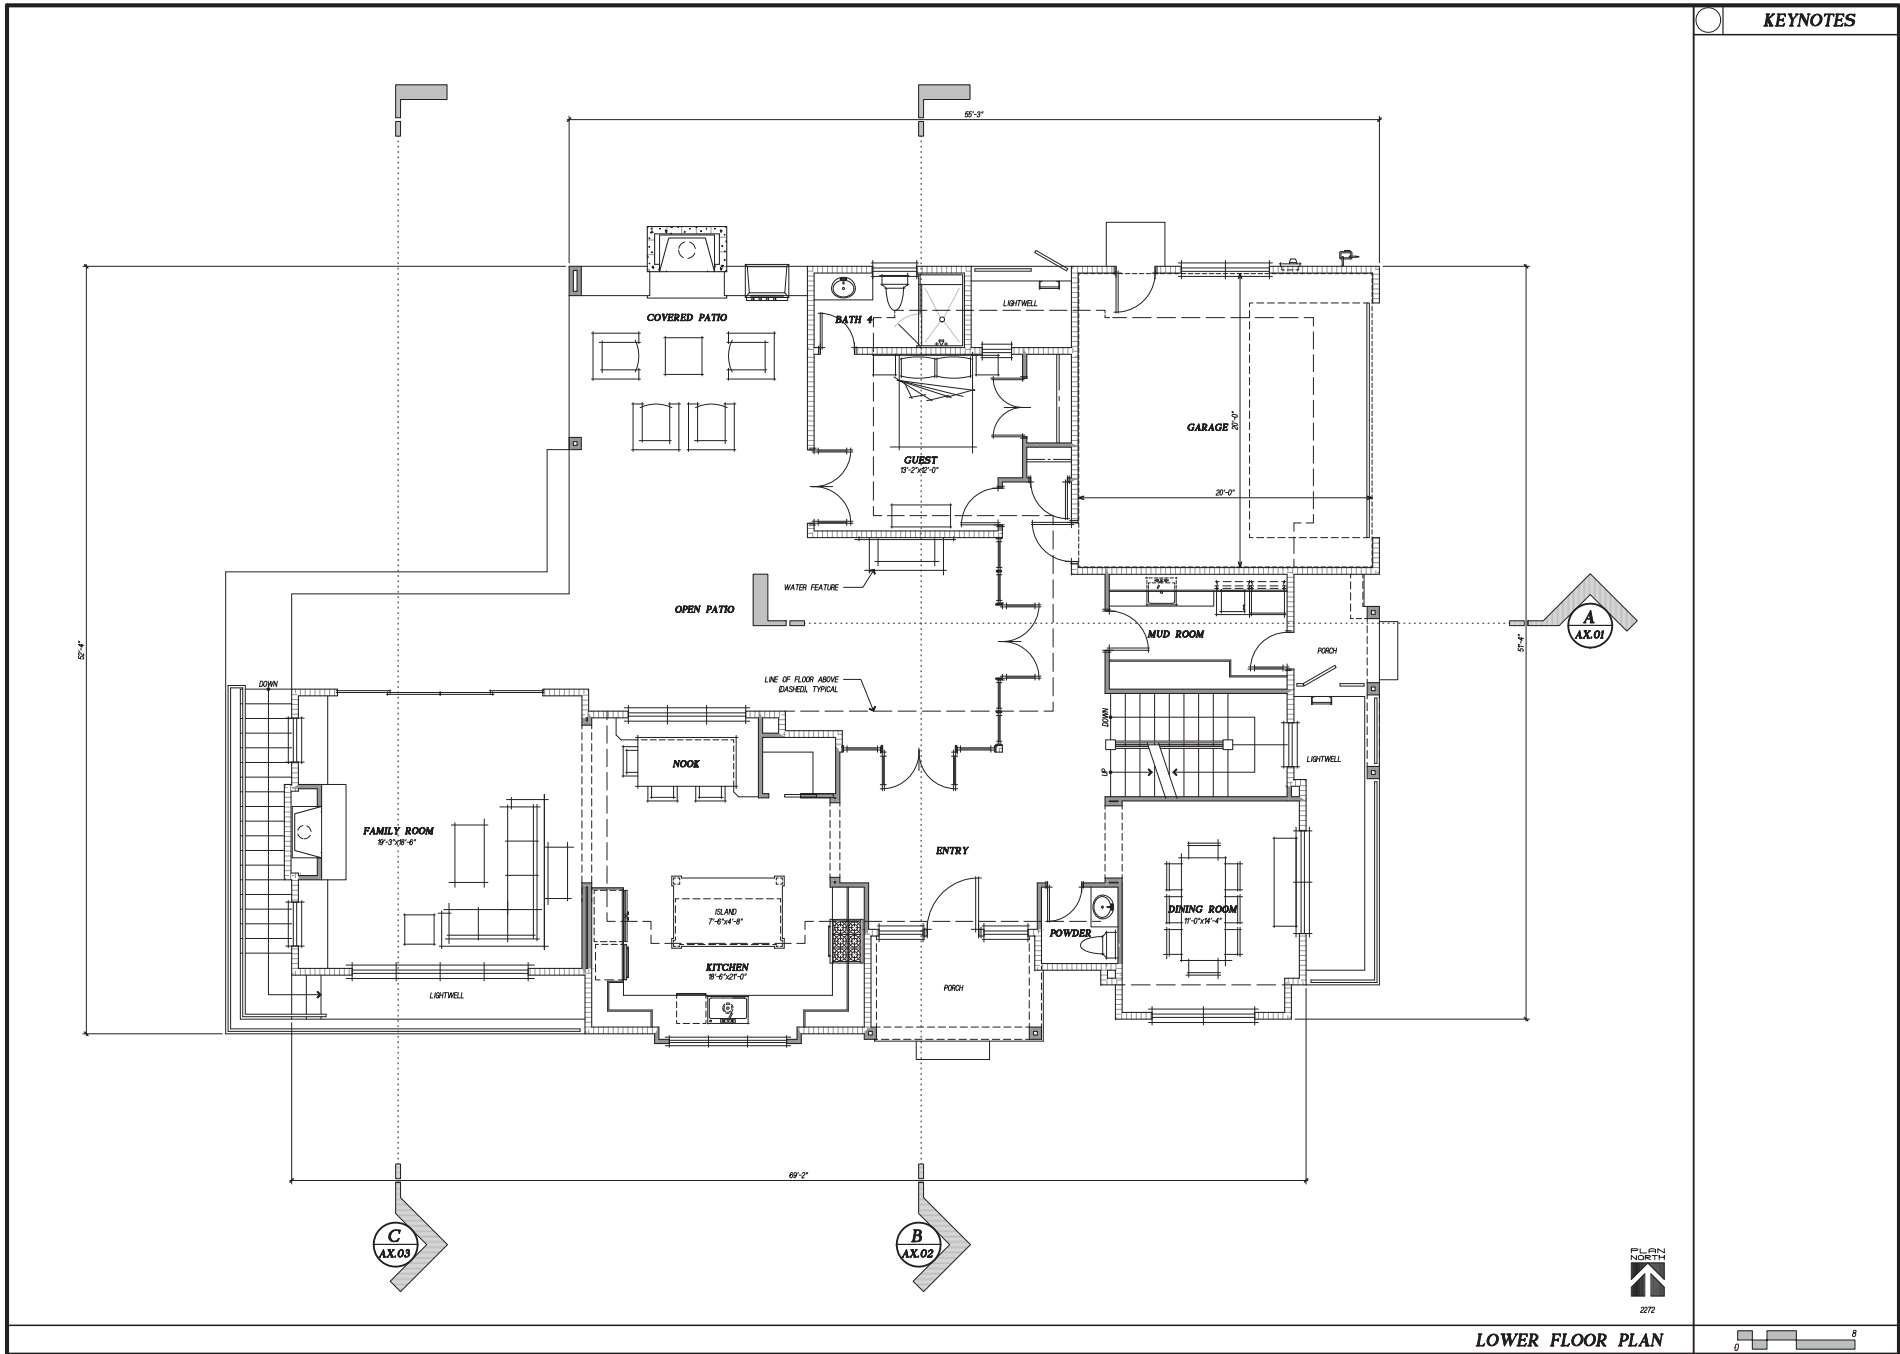 KEYNOTES
55'-3"
COVERED PATIO
BATH 4
LIGHTWELL
GARAGE
20'-0"
GUEST
13'-2"x12'-0"
20'-0"
WATER FEATURE
OPEN PATIO
MUD ROOM
PORCH
A
AX.01
52'-4"
51'-4"
LINE OF FLOOR ABOVE
(DASHED), TYPICAL
DOWN
DOWN
NOOK
UP
LIGHTWELL
FAMILY ROOM
19'-3"x18'-6"
ENTRY
ISLAND
7'-6"x4'-8"
DINING ROOM
11'-0"x14'-4"
POWDER
KITCHEN
18'-6"x21'-0"
LIGHTWELL
PORCH
69'-2"
C
AX.03
B
AX.02
PLAN
NORTH
2272
LOWER FLOOR PLAN
0
8